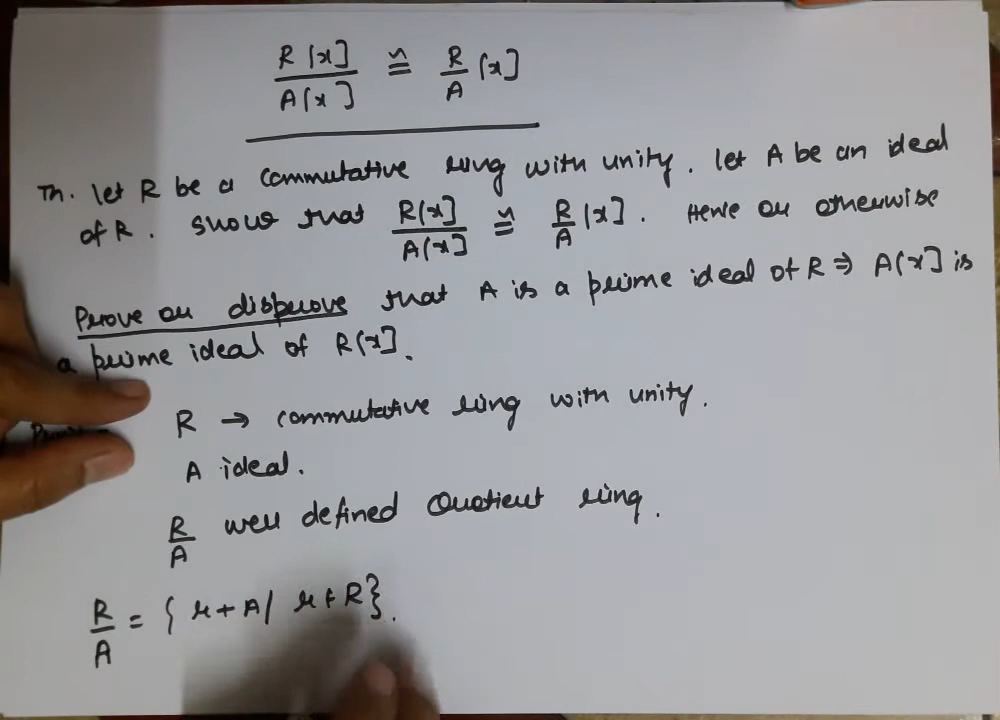 R[x]/A[x] ≅ R/A [x]
Th. let R be a commutative ring with unity. let A be an ideal
of R. show that R[x]/A[x] ≅ R/A [x]. Hence or otherwise
Prove or disprove that A is a prime ideal of R ⇒ A[x] is
a prime ideal of R[x].
R → commutative ring with unity.
A ideal.
R/A well defined Quotient ring.
R/A = { r + A / r ∈ R}.